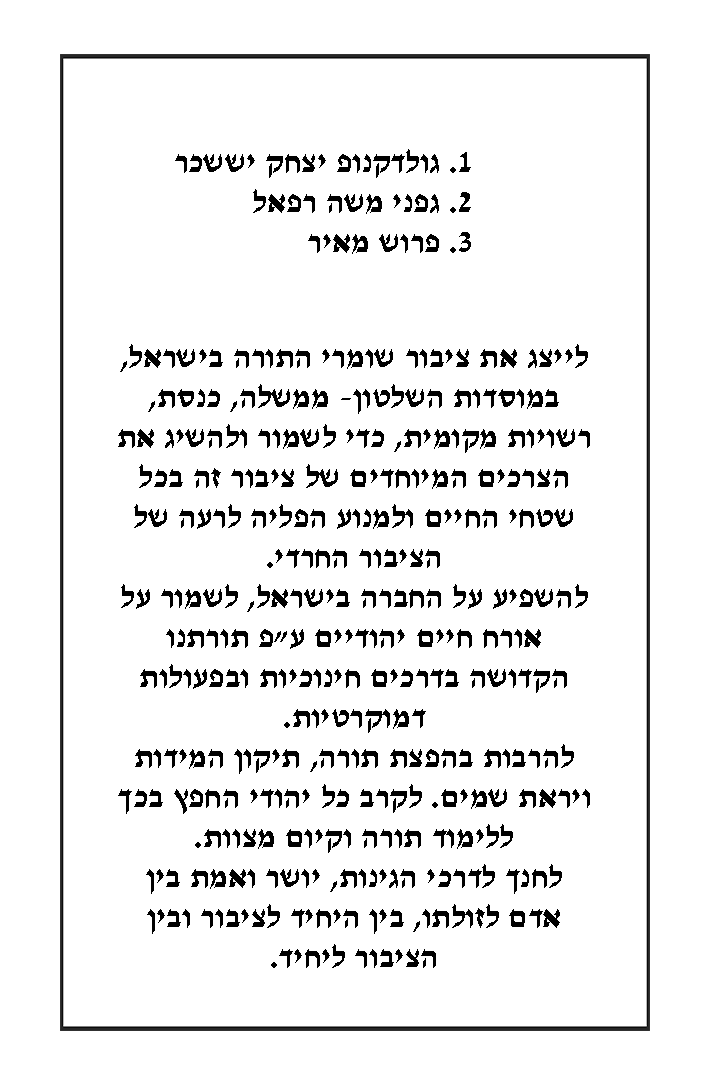 1. גולדקנופ יצחק יששכר
2. גפני משה רפאל
3. פרוש מאיר
לייצג את ציבור שומרי התורה בישראל,
במוסדות השלטון- ממשלה, כנסת,
רשויות מקומית, כדי לשמור ולהשיג את
הצרכים המיוחדים של ציבור זה בכל
שטחי החיים ולמנוע הפליה לרעה של
הציבור החרדי.
להשפיע על החברה בישראל, לשמור על
אורח חיים יהודיים ע״פ תורתנו
הקדושה בדרכים חינוכיות ובפעולות
דמוקרטיות.
להרבות בהפצת תורה, תיקון המידות
ויראת שמים. לקרב כל יהודי החפץ בכך
ללימוד תורה וקיום מצוות.
לחנך לדרכי הגינות, יושר ואמת בין
אדם לזולתו, בין היחיד לציבור ובין
הציבור ליחיד.